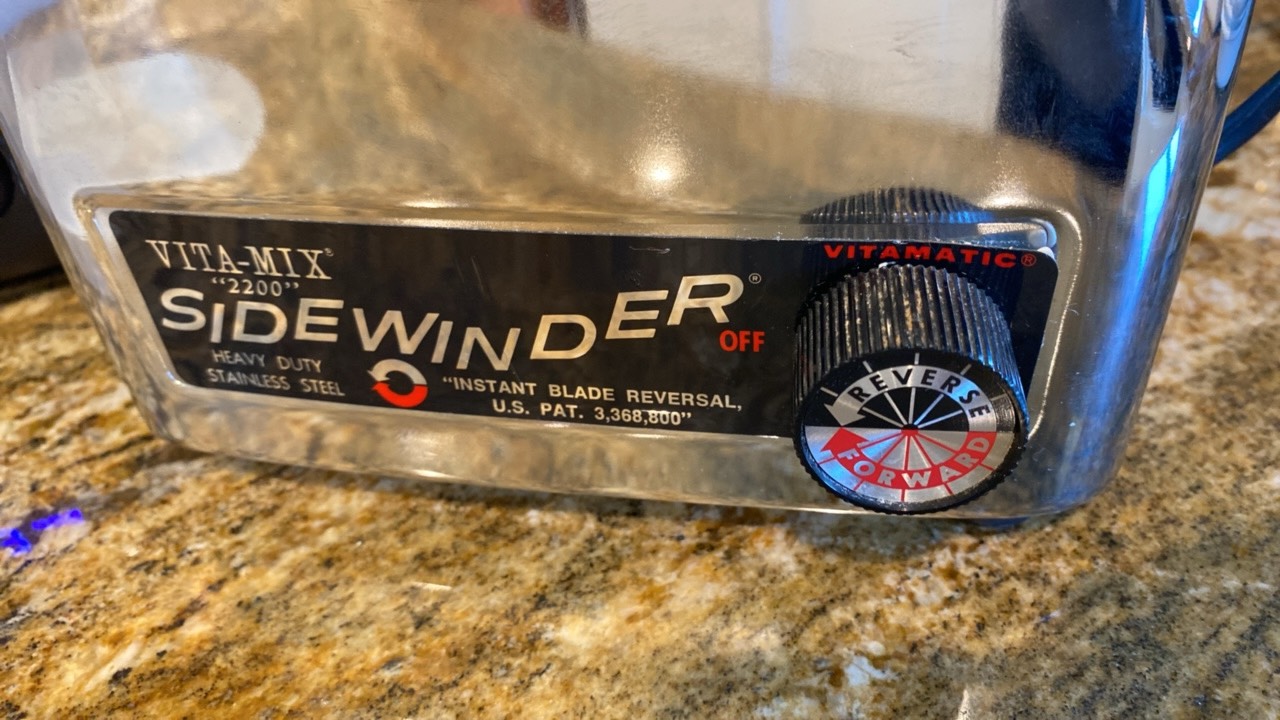 VITA-MIX®
"2200"
SIDEWINDER®
HEAVY DUTY
STAINLESS STEEL
"INSTANT BLADE REVERSAL,
U.S. PAT. 3,368,800"
OFF
VITAMATIC®
REVERSE
FORWARD